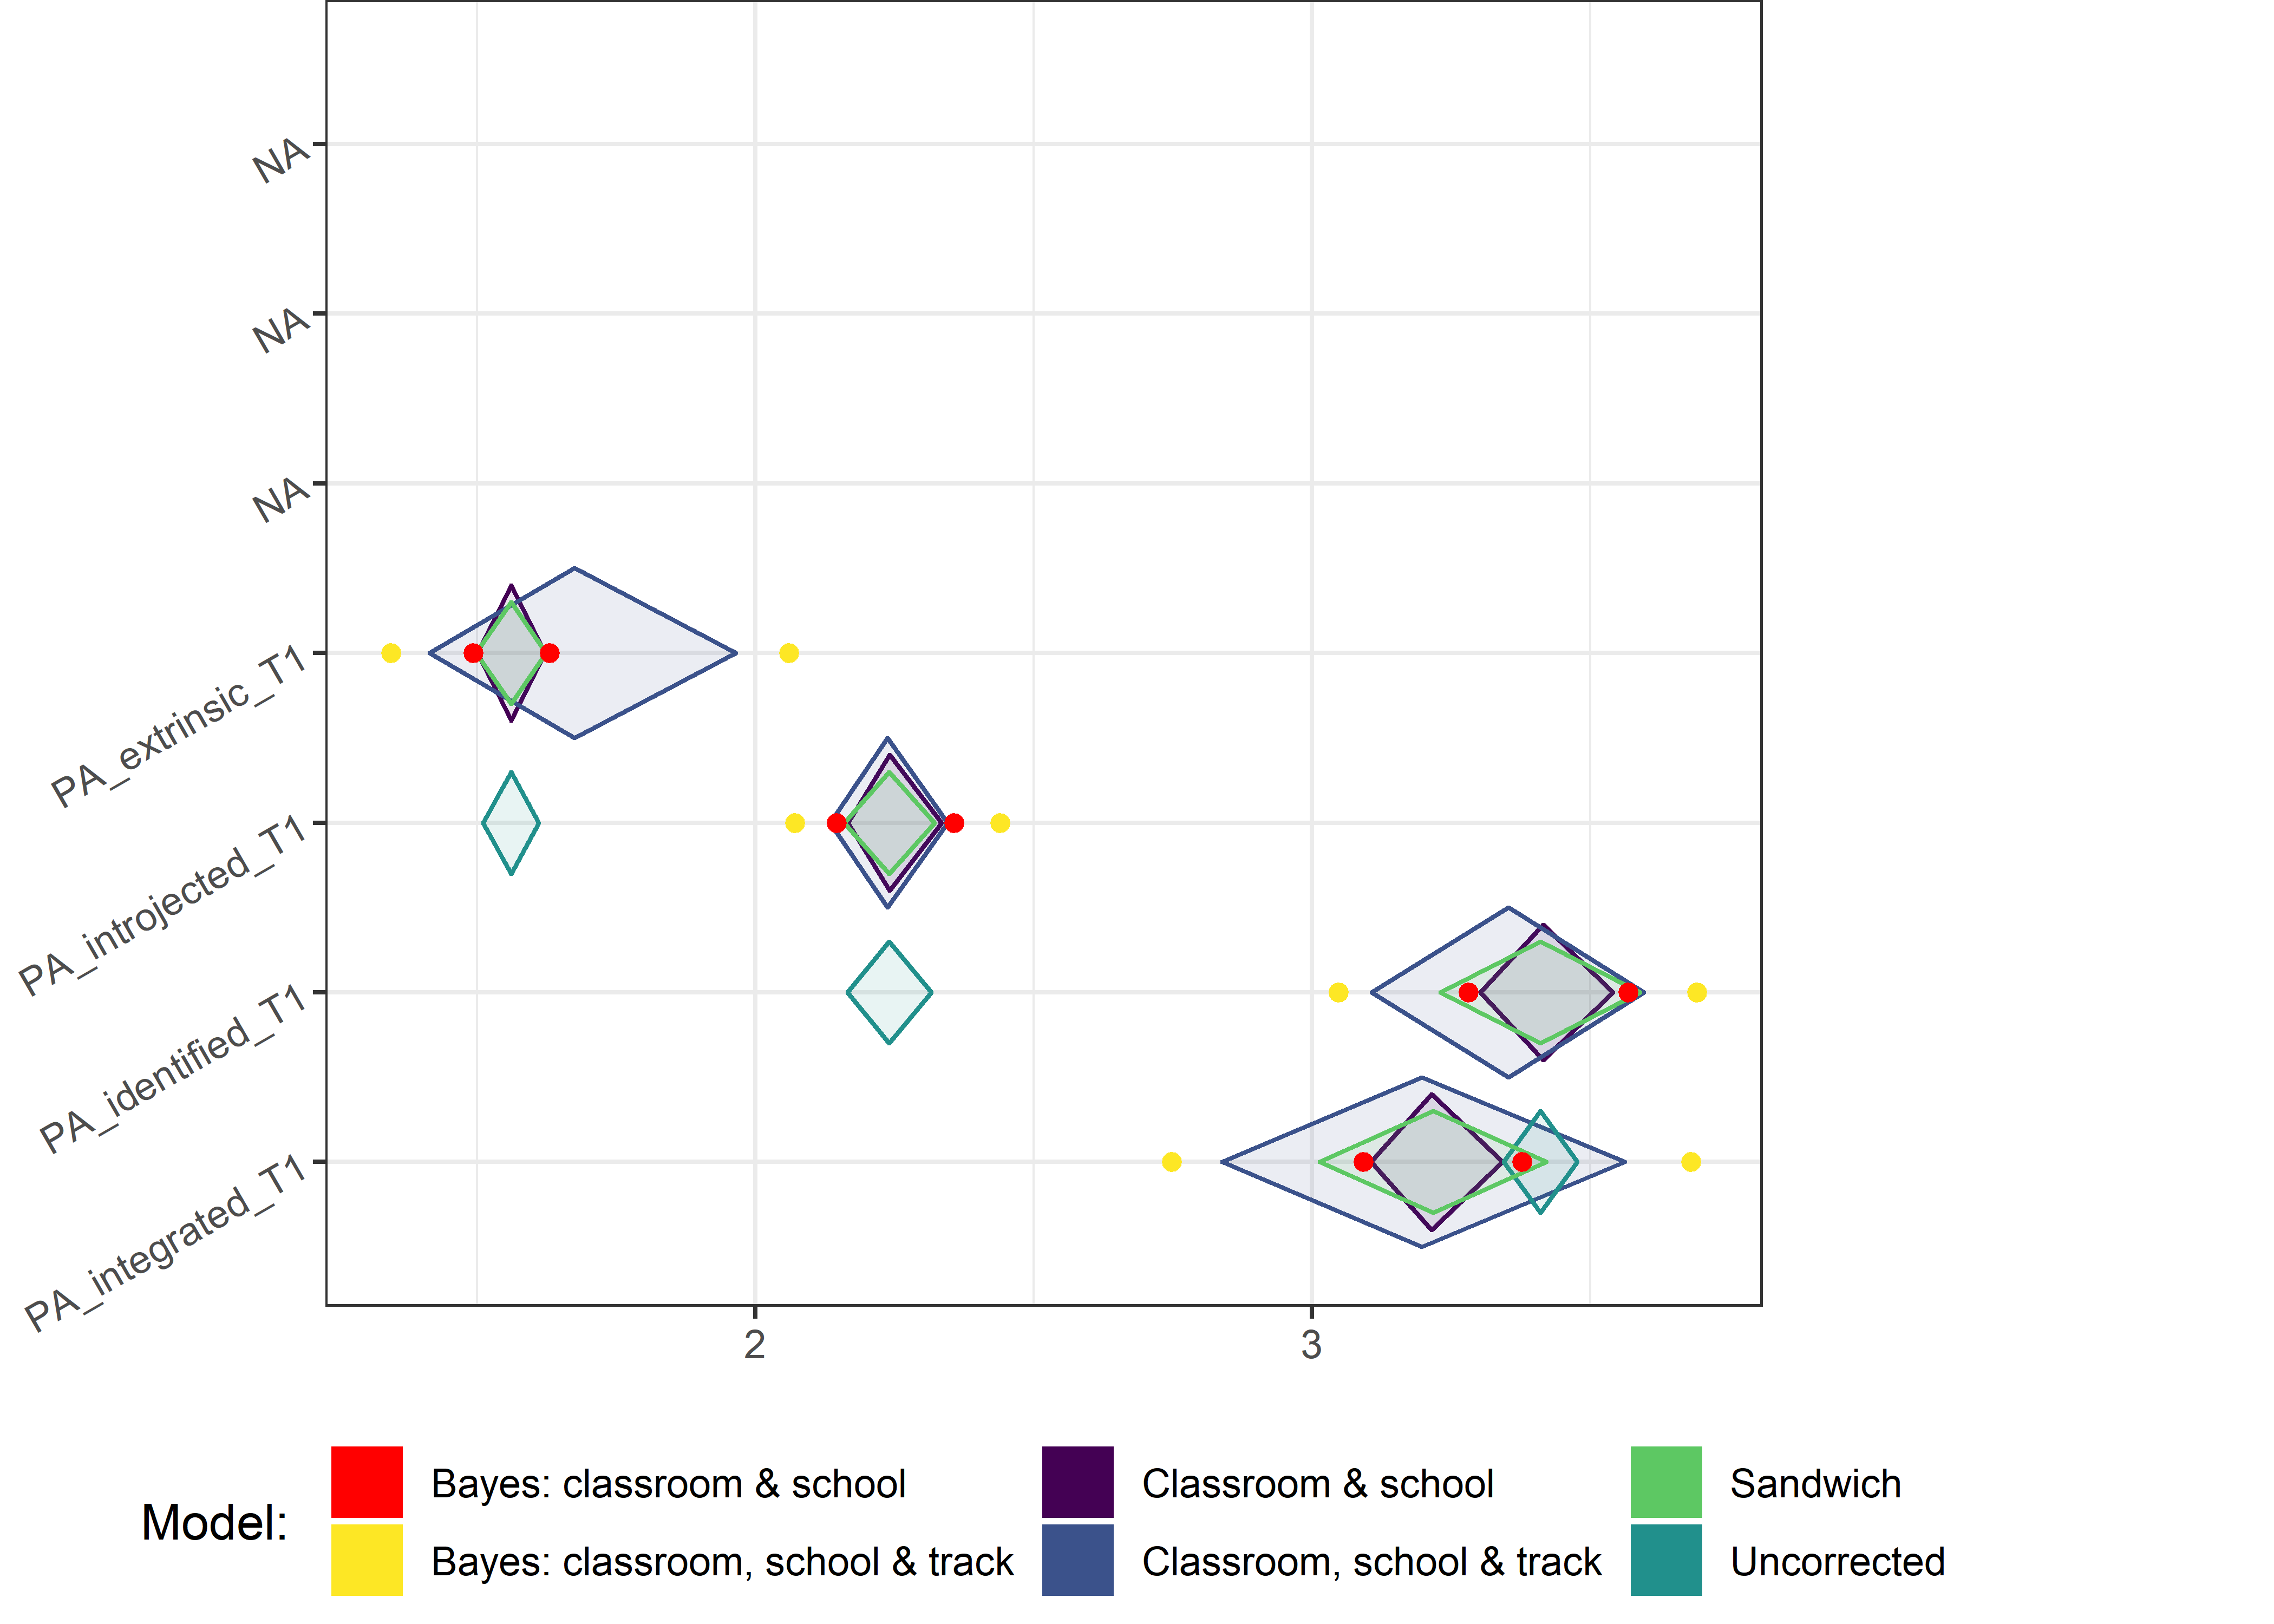 NA
NA
NA
PA_extrinsic_T1
PA_introjected_T1
PA_identified_T1
PA_integrated_T1
2 3
Model:
Bayes: classroom & school
Bayes: classroom, school & track
Classroom & school
Classroom, school & track
Sandwich
Uncorrected